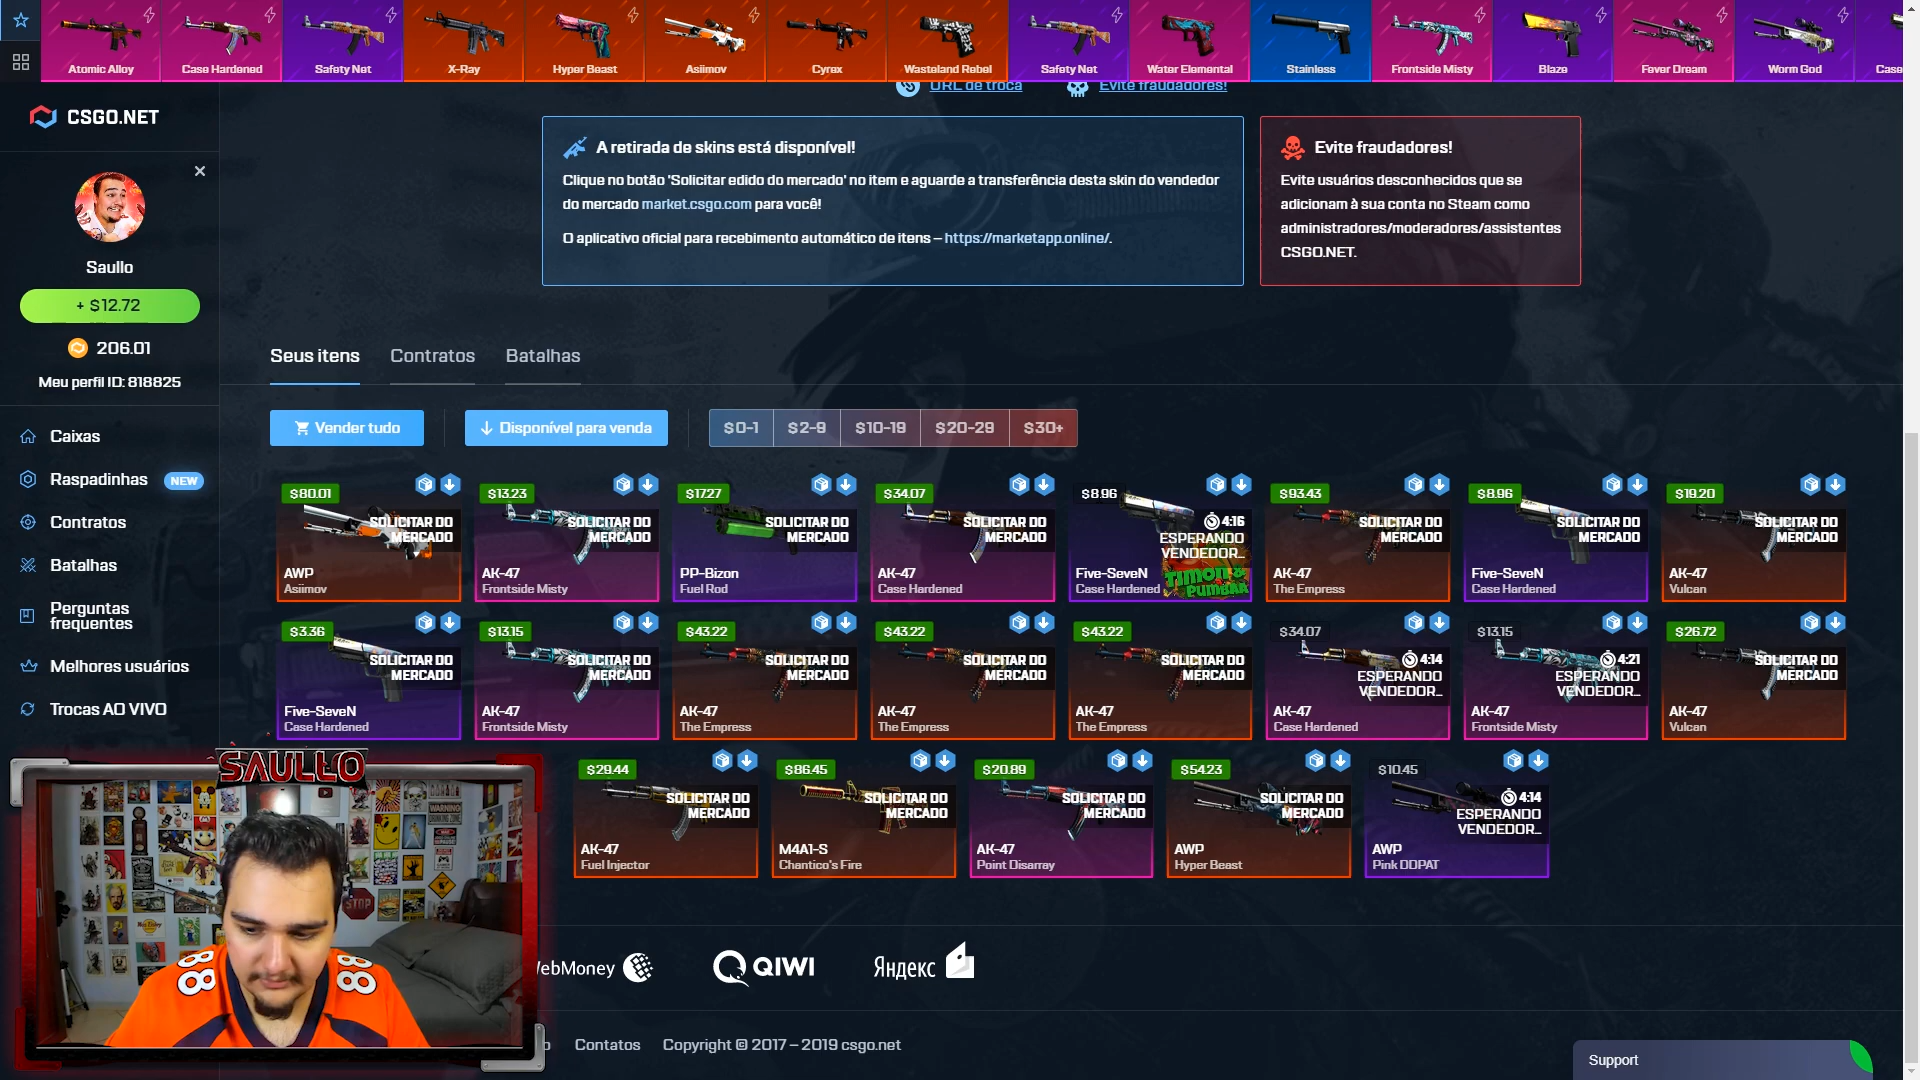 Atomic Alloy
Case Hardened
Safety Net
X-Ray
Hyper Beast
Asiimov
Cyrex
Wasteland Rebel
Safety Net
Water Elemental
Stainless
Frontside Misty
Blaze
Fever Dream
Worm God
Case
CSGO.NET
Saullo
+ $12.72
206.01
Meu perfil ID: 818825
Caixas
Raspadinhas NEW
Contratos
Batalhas
Perguntas
frequentes
Melhores usuários
Trocas AO VIVO
URL de troca
Evite fraudadores!
A retirada de skins está disponível!
Clique no botão 'Solicitar edido do mercado' no item e aguarde a transferência desta skin do vendedor
do mercado market.csgo.com para você!
O aplicativo oficial para recebimento automático de itens – https://marketapp.online/.
Evite fraudadores!
Evite usuários desconhecidos que se
adicionam à sua conta no Steam como
administradores/moderadores/assistentes
CSGO.NET.
Seus itens
Contratos
Batalhas
Vender tudo
Disponível para venda
$0-1
$2-9
$10-19
$20-29
$30+
$80.01
SOLICITAR DO
MERCADO
AWP
Asiimov
$13.23
SOLICITAR DO
MERCADO
AK-47
Frontside Misty
$17.27
SOLICITAR DO
MERCADO
PP-Bizon
Fuel Rod
$34.07
SOLICITAR DO
MERCADO
AK-47
Case Hardened
$8.96
4:16
ESPERANDO
VENDEDOR...
Five-SeveN
Case Hardened
TIMON &
PUMBAA
$93.43
SOLICITAR DO
MERCADO
AK-47
The Empress
$8.96
SOLICITAR DO
MERCADO
Five-SeveN
Case Hardened
$19.20
SOLICITAR DO
MERCADO
AK-47
Vulcan
$3.36
SOLICITAR DO
MERCADO
Five-SeveN
Case Hardened
$13.15
SOLICITAR DO
MERCADO
AK-47
Frontside Misty
$43.22
SOLICITAR DO
MERCADO
AK-47
The Empress
$43.22
SOLICITAR DO
MERCADO
AK-47
The Empress
$43.22
SOLICITAR DO
MERCADO
AK-47
The Empress
$34.07
4:14
ESPERANDO
VENDEDOR...
AK-47
Case Hardened
$13.15
4:21
ESPERANDO
VENDEDOR...
AK-47
Frontside Misty
$26.72
SOLICITAR DO
MERCADO
AK-47
Vulcan
$29.44
SOLICITAR DO
MERCADO
AK-47
Fuel Injector
$86.45
SOLICITAR DO
MERCADO
M4A1-S
Chantico's Fire
$20.89
SOLICITAR DO
MERCADO
AK-47
Point Disarray
$54.23
SOLICITAR DO
MERCADO
AWP
Hyper Beast
$10.45
4:14
ESPERANDO
VENDEDOR...
AWP
Pink DDPAT
SAULLO
WARNING
STOP
88
88
WebMoney
QIWI
Яндекс
Contatos
Copyright © 2017 – 2019 csgo.net
Support